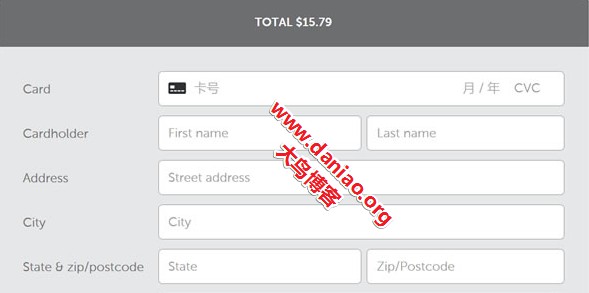 TOTAL $15.79
Card 卡号 月 / 年 CVC
Cardholder First name Last name
Address Street address
City City
State & zip/postcode State Zip/Postcode
www.daniao.org
大鸟博客